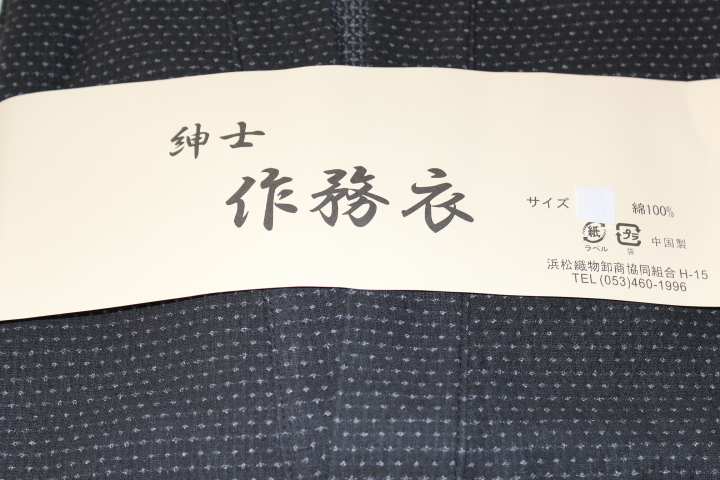 紳士
作務衣
サイズ 綿100%
紙 プラ 中国製
ラベル 袋
浜松織物卸商協同組合 H-15
TEL (053)460-1996